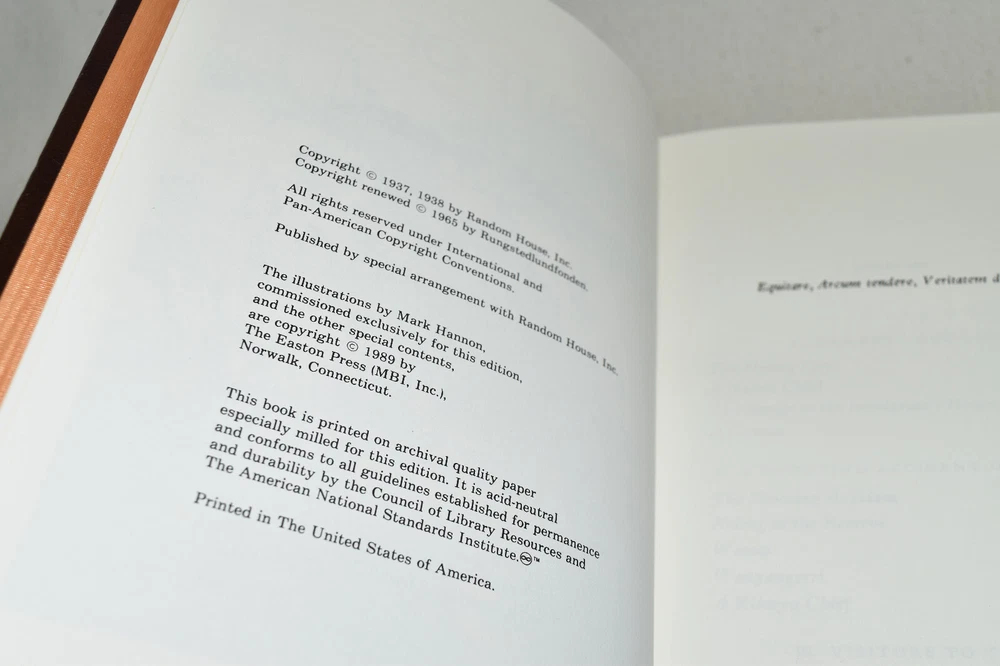 Copyright © 1937, 1938 by Random House, Inc.
Copyright renewed © 1965 by Rungstedlundfonden.
All rights reserved under International and
Pan-American Copyright Conventions.
Published by special arrangement with Random House, Inc.
The illustrations by Mark Hannon,
commissioned exclusively for this edition,
and the other special contents,
are copyright © 1989 by
The Easton Press (MBI, Inc.),
Norwalk, Connecticut.
This book is printed on archival quality paper
especially milled for this edition. It is acid-neutral
and conforms to all guidelines established for permanence
and durability by the Council of Library Resources and
The American National Standards Institute.♾™
Printed in The United States of America.
Equitare, Arcum tendere, Veritatem